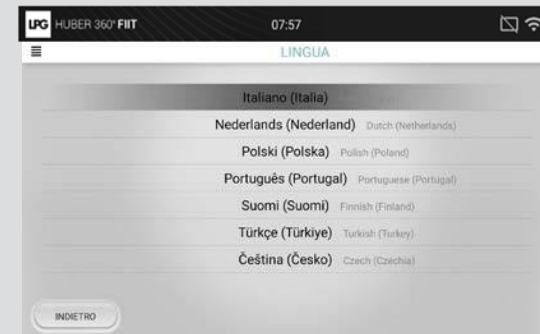 LPG HUBER 360° FIIT 07:57
LINGUA
Italiano (Italia)
Nederlands (Nederland) Dutch (Netherlands)
Polski (Polska) Polish (Poland)
Português (Portugal) Portuguese (Portugal)
Suomi (Suomi) Finnish (Finland)
Türkçe (Türkiye) Turkish (Turkey)
Čeština (Česko) Czech (Czechia)
INDIETRO